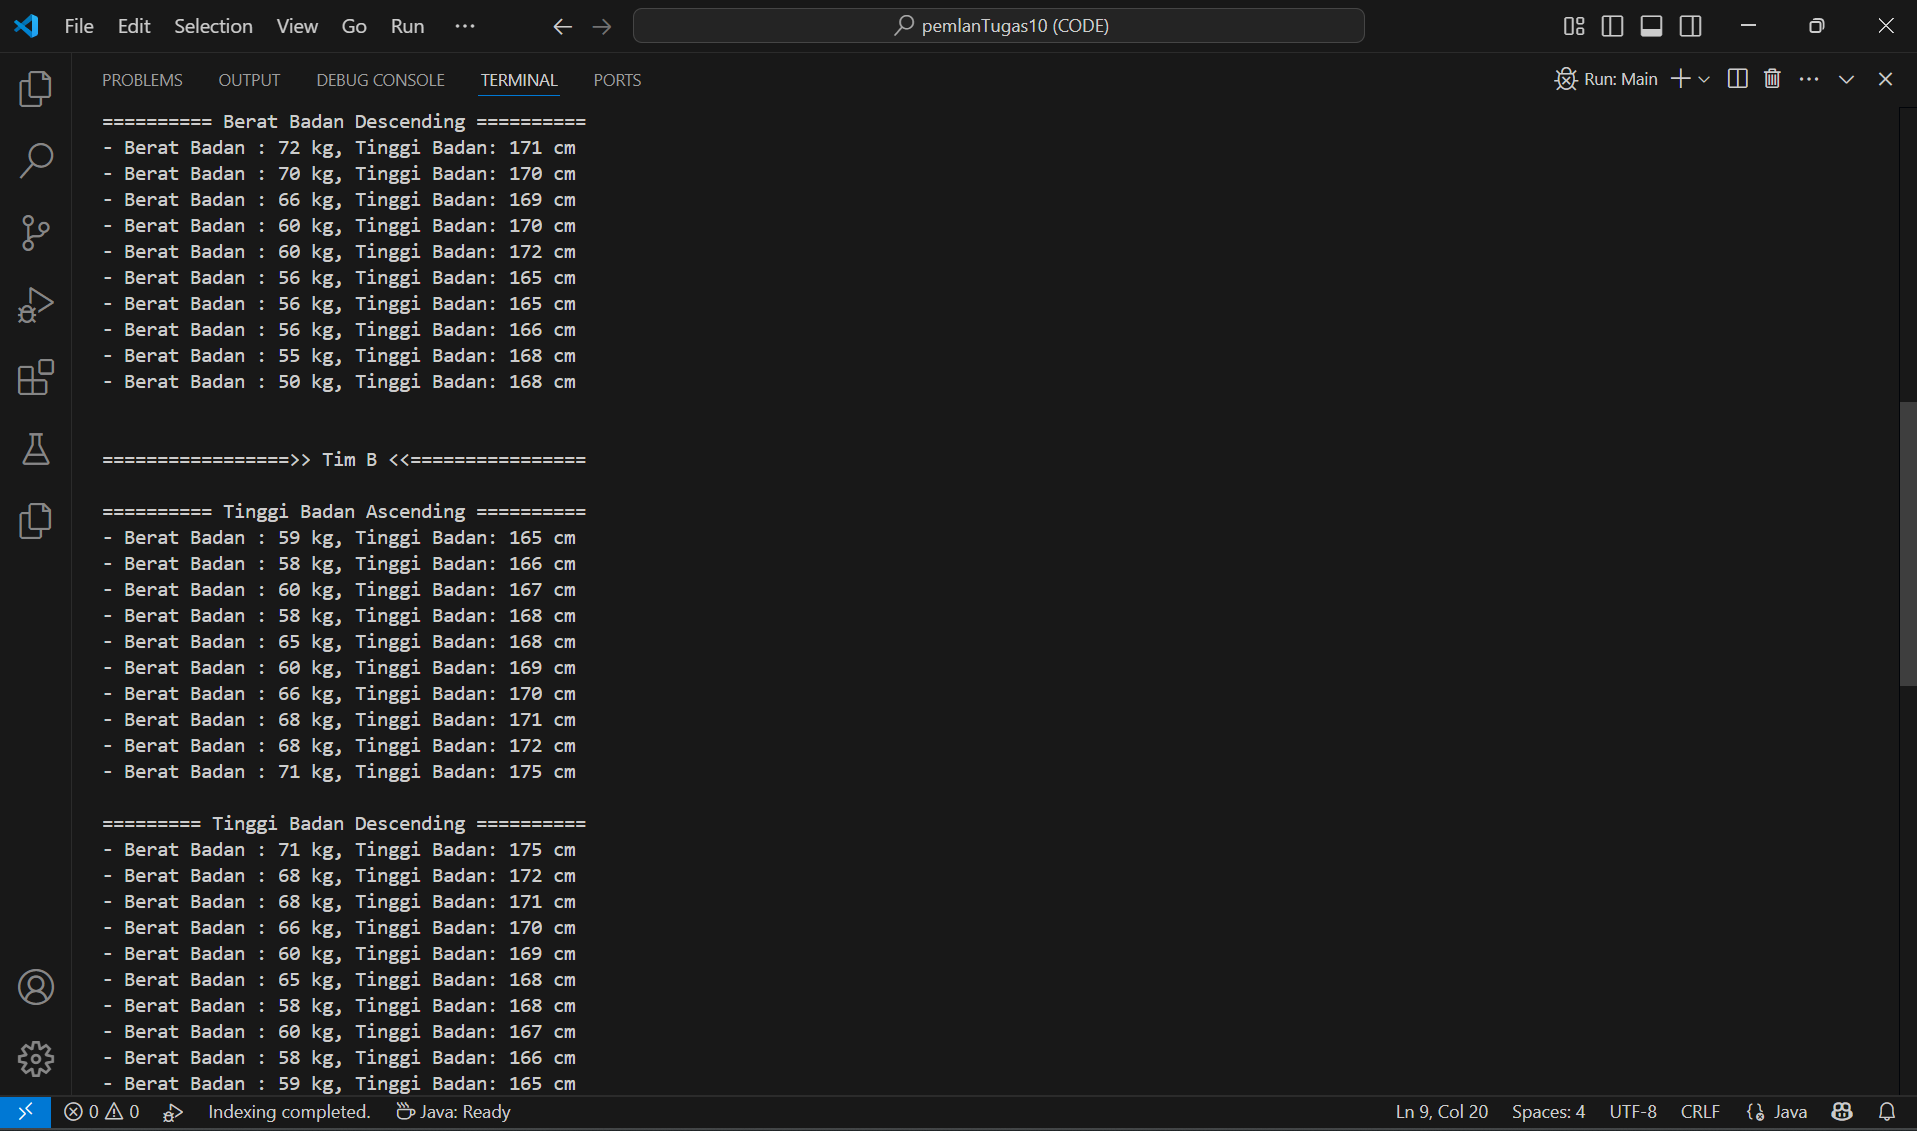 File Edit Selection View Go Run ··· pemlanTugas10 (CODE)
PROBLEMS OUTPUT DEBUG CONSOLE TERMINAL PORTS Run: Main
========== Berat Badan Descending ==========
- Berat Badan : 72 kg, Tinggi Badan: 171 cm
- Berat Badan : 70 kg, Tinggi Badan: 170 cm
- Berat Badan : 66 kg, Tinggi Badan: 169 cm
- Berat Badan : 60 kg, Tinggi Badan: 170 cm
- Berat Badan : 60 kg, Tinggi Badan: 172 cm
- Berat Badan : 56 kg, Tinggi Badan: 165 cm
- Berat Badan : 56 kg, Tinggi Badan: 165 cm
- Berat Badan : 56 kg, Tinggi Badan: 166 cm
- Berat Badan : 55 kg, Tinggi Badan: 168 cm
- Berat Badan : 50 kg, Tinggi Badan: 168 cm
=================>> Tim B <<================
========== Tinggi Badan Ascending ==========
- Berat Badan : 59 kg, Tinggi Badan: 165 cm
- Berat Badan : 58 kg, Tinggi Badan: 166 cm
- Berat Badan : 60 kg, Tinggi Badan: 167 cm
- Berat Badan : 58 kg, Tinggi Badan: 168 cm
- Berat Badan : 65 kg, Tinggi Badan: 168 cm
- Berat Badan : 60 kg, Tinggi Badan: 169 cm
- Berat Badan : 66 kg, Tinggi Badan: 170 cm
- Berat Badan : 68 kg, Tinggi Badan: 171 cm
- Berat Badan : 68 kg, Tinggi Badan: 172 cm
- Berat Badan : 71 kg, Tinggi Badan: 175 cm
========= Tinggi Badan Descending ==========
- Berat Badan : 71 kg, Tinggi Badan: 175 cm
- Berat Badan : 68 kg, Tinggi Badan: 172 cm
- Berat Badan : 68 kg, Tinggi Badan: 171 cm
- Berat Badan : 66 kg, Tinggi Badan: 170 cm
- Berat Badan : 60 kg, Tinggi Badan: 169 cm
- Berat Badan : 65 kg, Tinggi Badan: 168 cm
- Berat Badan : 58 kg, Tinggi Badan: 168 cm
- Berat Badan : 60 kg, Tinggi Badan: 167 cm
- Berat Badan : 58 kg, Tinggi Badan: 166 cm
- Berat Badan : 59 kg, Tinggi Badan: 165 cm
0 0 Indexing completed. Java: Ready Ln 9, Col 20 Spaces: 4 UTF-8 CRLF Java